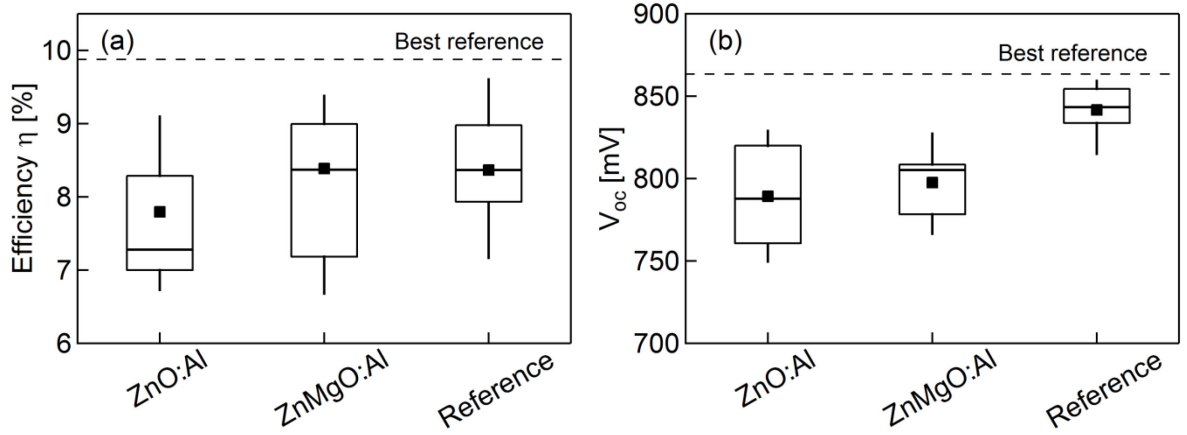 (a)
Best reference
10
9
8
7
6
Efficiency η [%]
ZnO:Al
ZnMgO:Al
Reference
(b)
Best reference
900
850
800
750
700
Voc [mV]
ZnO:Al
ZnMgO:Al
Reference